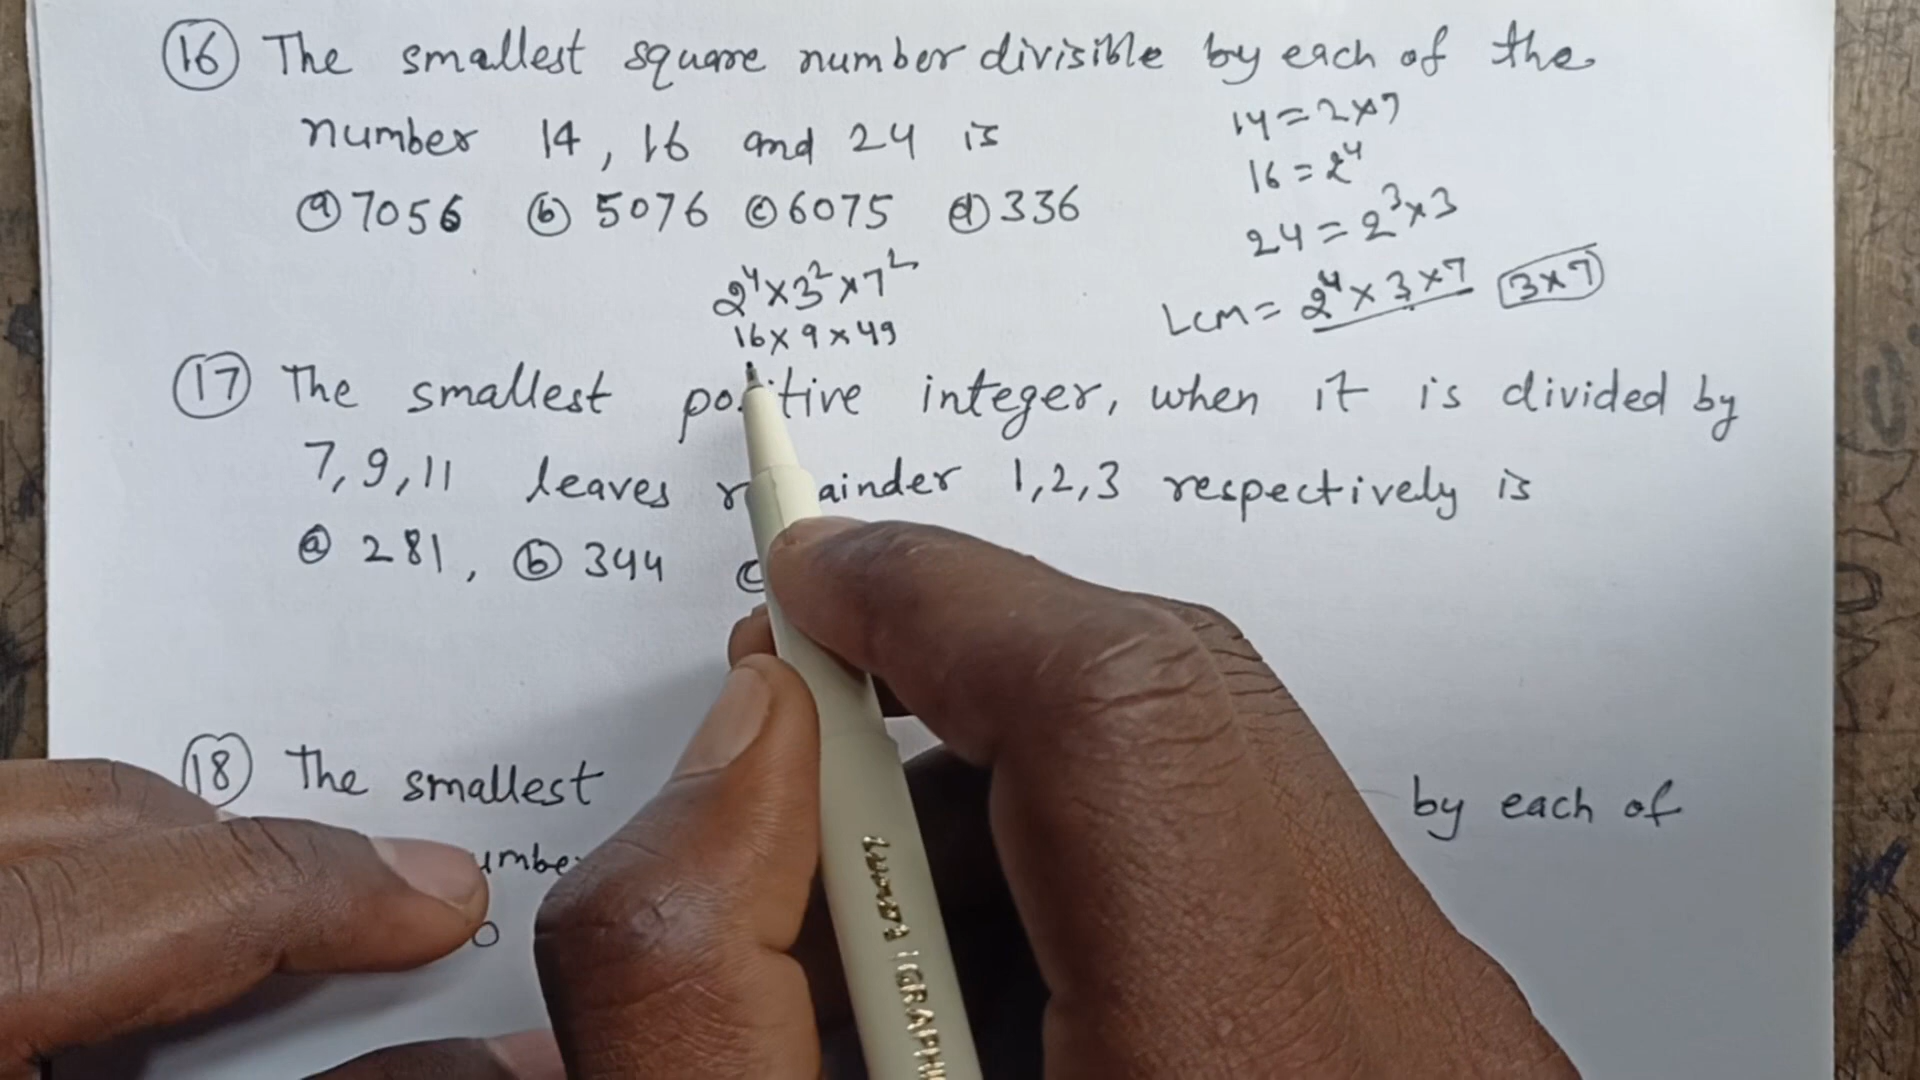 16 The smallest square number divisible by each of the
number 14, 16 and 24 is
a 7056 b 5076 c 6075 d 336
14 = 2×7
16 = 2⁴
24 = 2³×3
LCM = 2⁴×3×7 3×7
2⁴×3²×7²
16×9×49
17 The smallest positive integer, when it is divided by
7, 9, 11 leaves r ainder 1, 2, 3 respectively is
a 281, b 344 c
18 The smallest by each of
umbe
0